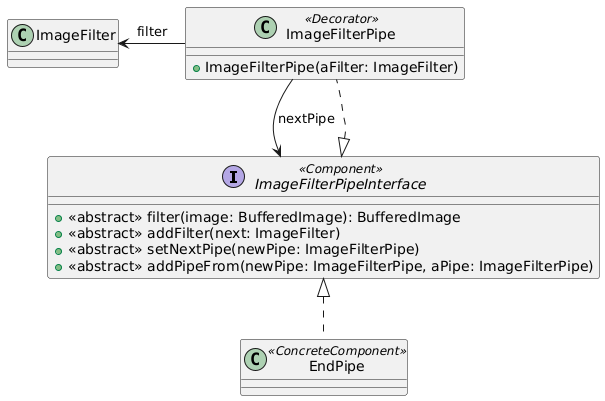 C ImageFilter
filter
«Decorator»
C ImageFilterPipe
ImageFilterPipe(aFilter: ImageFilter)
nextPipe
«Component»
I ImageFilterPipeInterface
«abstract» filter(image: BufferedImage): BufferedImage
«abstract» addFilter(next: ImageFilter)
«abstract» setNextPipe(newPipe: ImageFilterPipe)
«abstract» addPipeFrom(newPipe: ImageFilterPipe, aPipe: ImageFilterPipe)
«ConcreteComponent»
C EndPipe